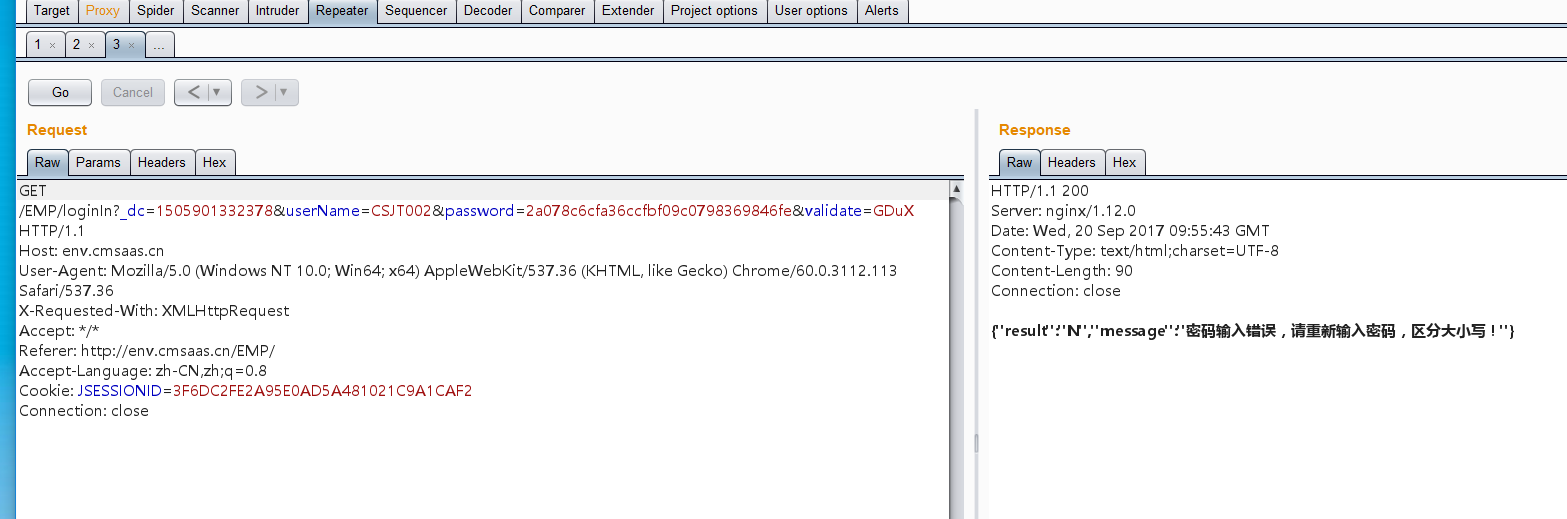 Target Proxy Spider Scanner Intruder Repeater Sequencer Decoder Comparer Extender Project options User options Alerts
1 × 2 × 3 × ...
Go Cancel < ▼ > ▼
Request
Raw Params Headers Hex
GET
/EMP/loginIn?_dc=1505901332378&userName=CSJT002&password=2a078c6cfa36ccfbf09c0798369846fe&validate=GDuX
HTTP/1.1
Host: env.cmsaas.cn
User-Agent: Mozilla/5.0 (Windows NT 10.0; Win64; x64) AppleWebKit/537.36 (KHTML, like Gecko) Chrome/60.0.3112.113
Safari/537.36
X-Requested-With: XMLHttpRequest
Accept: */*
Referer: http://env.cmsaas.cn/EMP/
Accept-Language: zh-CN,zh;q=0.8
Cookie: JSESSIONID=3F6DC2FE2A95E0AD5A481021C9A1CAF2
Connection: close
Response
Raw Headers Hex
HTTP/1.1 200
Server: nginx/1.12.0
Date: Wed, 20 Sep 2017 09:55:43 GMT
Content-Type: text/html;charset=UTF-8
Content-Length: 90
Connection: close
{"result":"N","message":"密码输入错误，请重新输入密码，区分大小写！"}